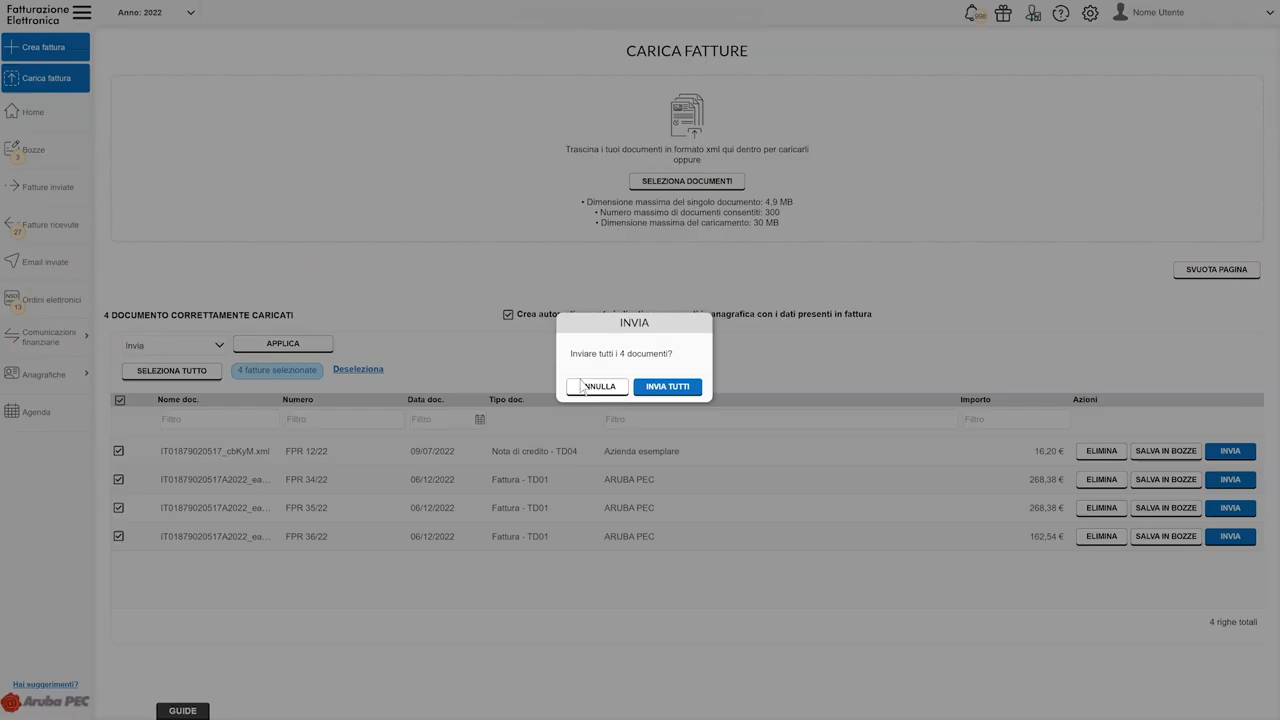 Fatturazione
Elettronica
Anno: 2022
998
Nome Utente
Crea fattura
Carica fattura
Home
Bozze
3
Fatture inviate
Fatture ricevute
27
Email inviate
NSO
Ordini elettronici
13
Comunicazioni
finanziarie
Anagrafiche
Agenda
Hai suggerimenti?
Aruba PEC
CARICA FATTURE
Trascina i tuoi documenti in formato xml qui dentro per caricarli
oppure
SELEZIONA DOCUMENTI
• Dimensione massima del singolo documento: 4,9 MB
• Numero massimo di documenti consentiti: 300
• Dimensione massima del caricamento: 30 MB
SVUOTA PAGINA
4 DOCUMENTO CORRETTAMENTE CARICATI
Crea anagrafica con i dati presenti in fattura
INVIA
Inviare tutti i 4 documenti?
NNULLA INVIA TUTTI
Invia APPLICA
SELEZIONA TUTTO 4 fatture selezionate Deseleziona
Nome doc. Numero Data doc. Tipo doc. Importo Azioni
Filtro Filtro Filtro Filtro Filtro
IT01879020517_cbKyM.xml FPR 12/22 09/07/2022 Nota di credito - TD04 Azienda esemplare 16,20 € ELIMINA SALVA IN BOZZE INVIA
IT01879020517A2022_ea... FPR 34/22 06/12/2022 Fattura - TD01 ARUBA PEC 268,38 € ELIMINA SALVA IN BOZZE INVIA
IT01879020517A2022_ea... FPR 35/22 06/12/2022 Fattura - TD01 ARUBA PEC 268,38 € ELIMINA SALVA IN BOZZE INVIA
IT01879020517A2022_ea... FPR 36/22 06/12/2022 Fattura - TD01 ARUBA PEC 162,54 € ELIMINA SALVA IN BOZZE INVIA
4 righe totali
GUIDE